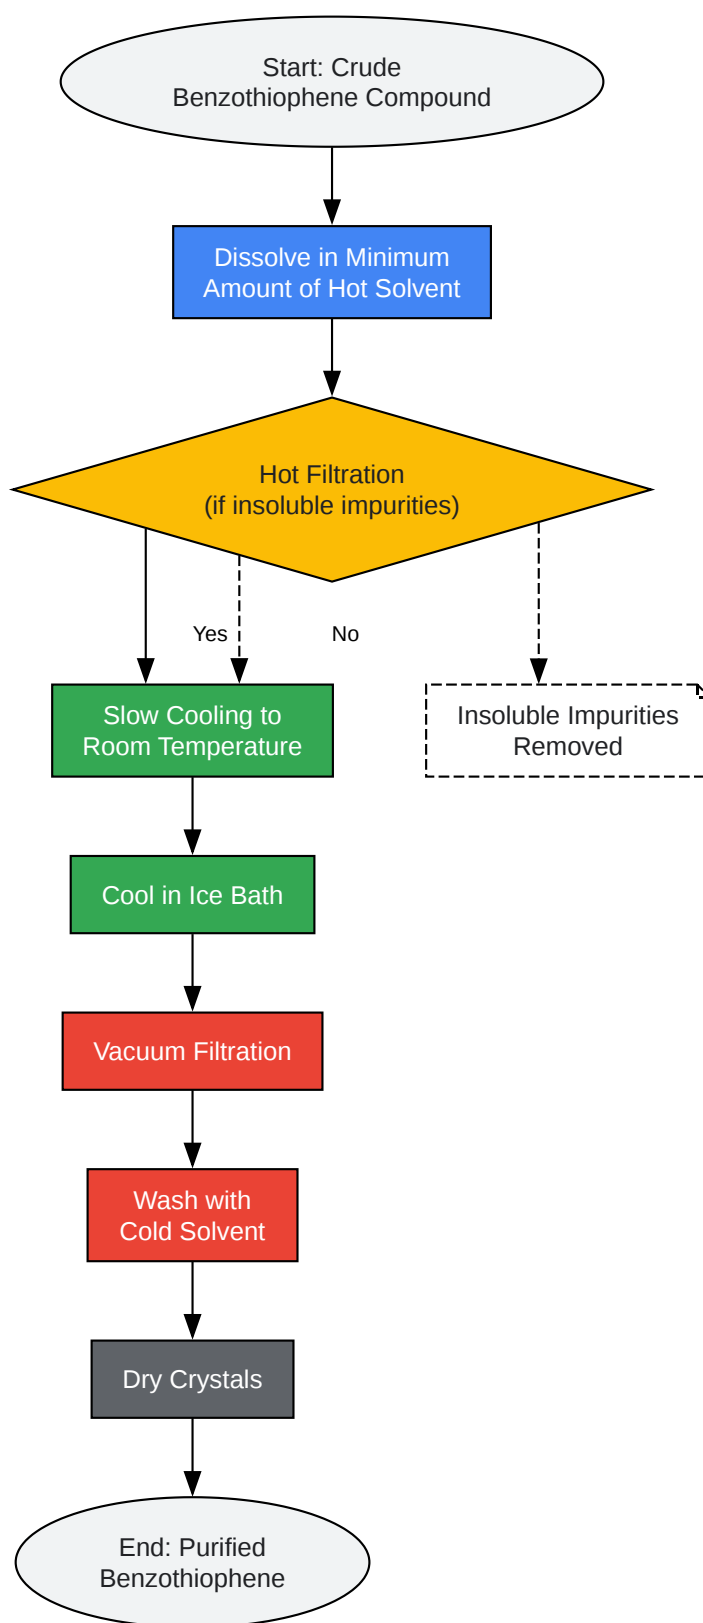 Start: Crude
Benzothiophene Compound
Dissolve in Minimum
Amount of Hot Solvent
Hot Filtration
(if insoluble impurities)
Yes
No
Slow Cooling to
Room Temperature
Insoluble Impurities
Removed
Cool in Ice Bath
Vacuum Filtration
Wash with
Cold Solvent
Dry Crystals
End: Purified
Benzothiophene